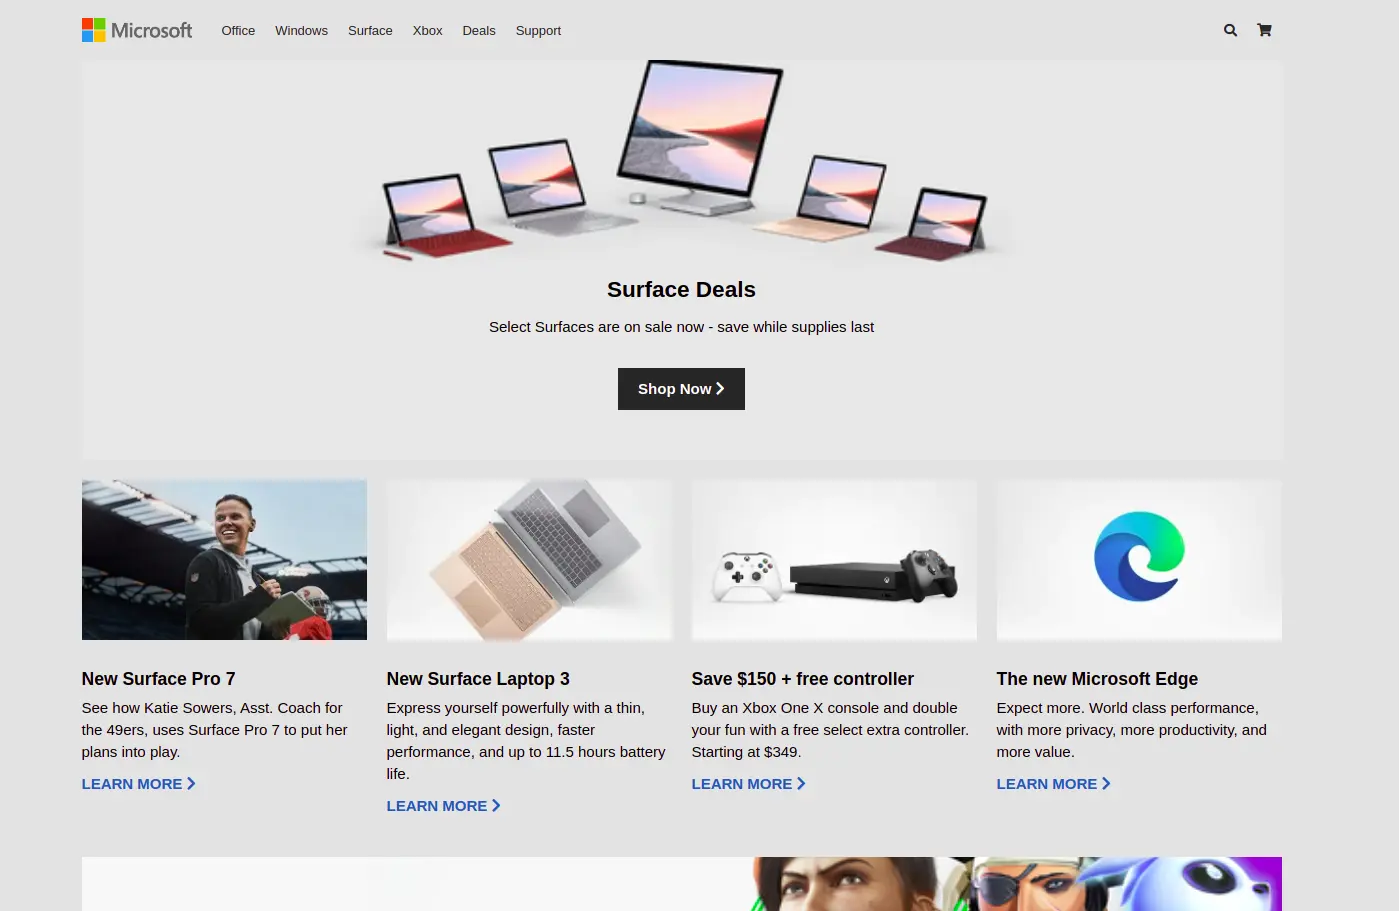 Microsoft Office Windows Surface Xbox Deals Support
Surface Deals
Select Surfaces are on sale now - save while supplies last
Shop Now
New Surface Pro 7
See how Katie Sowers, Asst. Coach for
the 49ers, uses Surface Pro 7 to put her
plans into play.
LEARN MORE
New Surface Laptop 3
Express yourself powerfully with a thin,
light, and elegant design, faster
performance, and up to 11.5 hours battery
life.
LEARN MORE
Save $150 + free controller
Buy an Xbox One X console and double
your fun with a free select extra controller.
Starting at $349.
LEARN MORE
The new Microsoft Edge
Expect more. World class performance,
with more privacy, more productivity, and
more value.
LEARN MORE